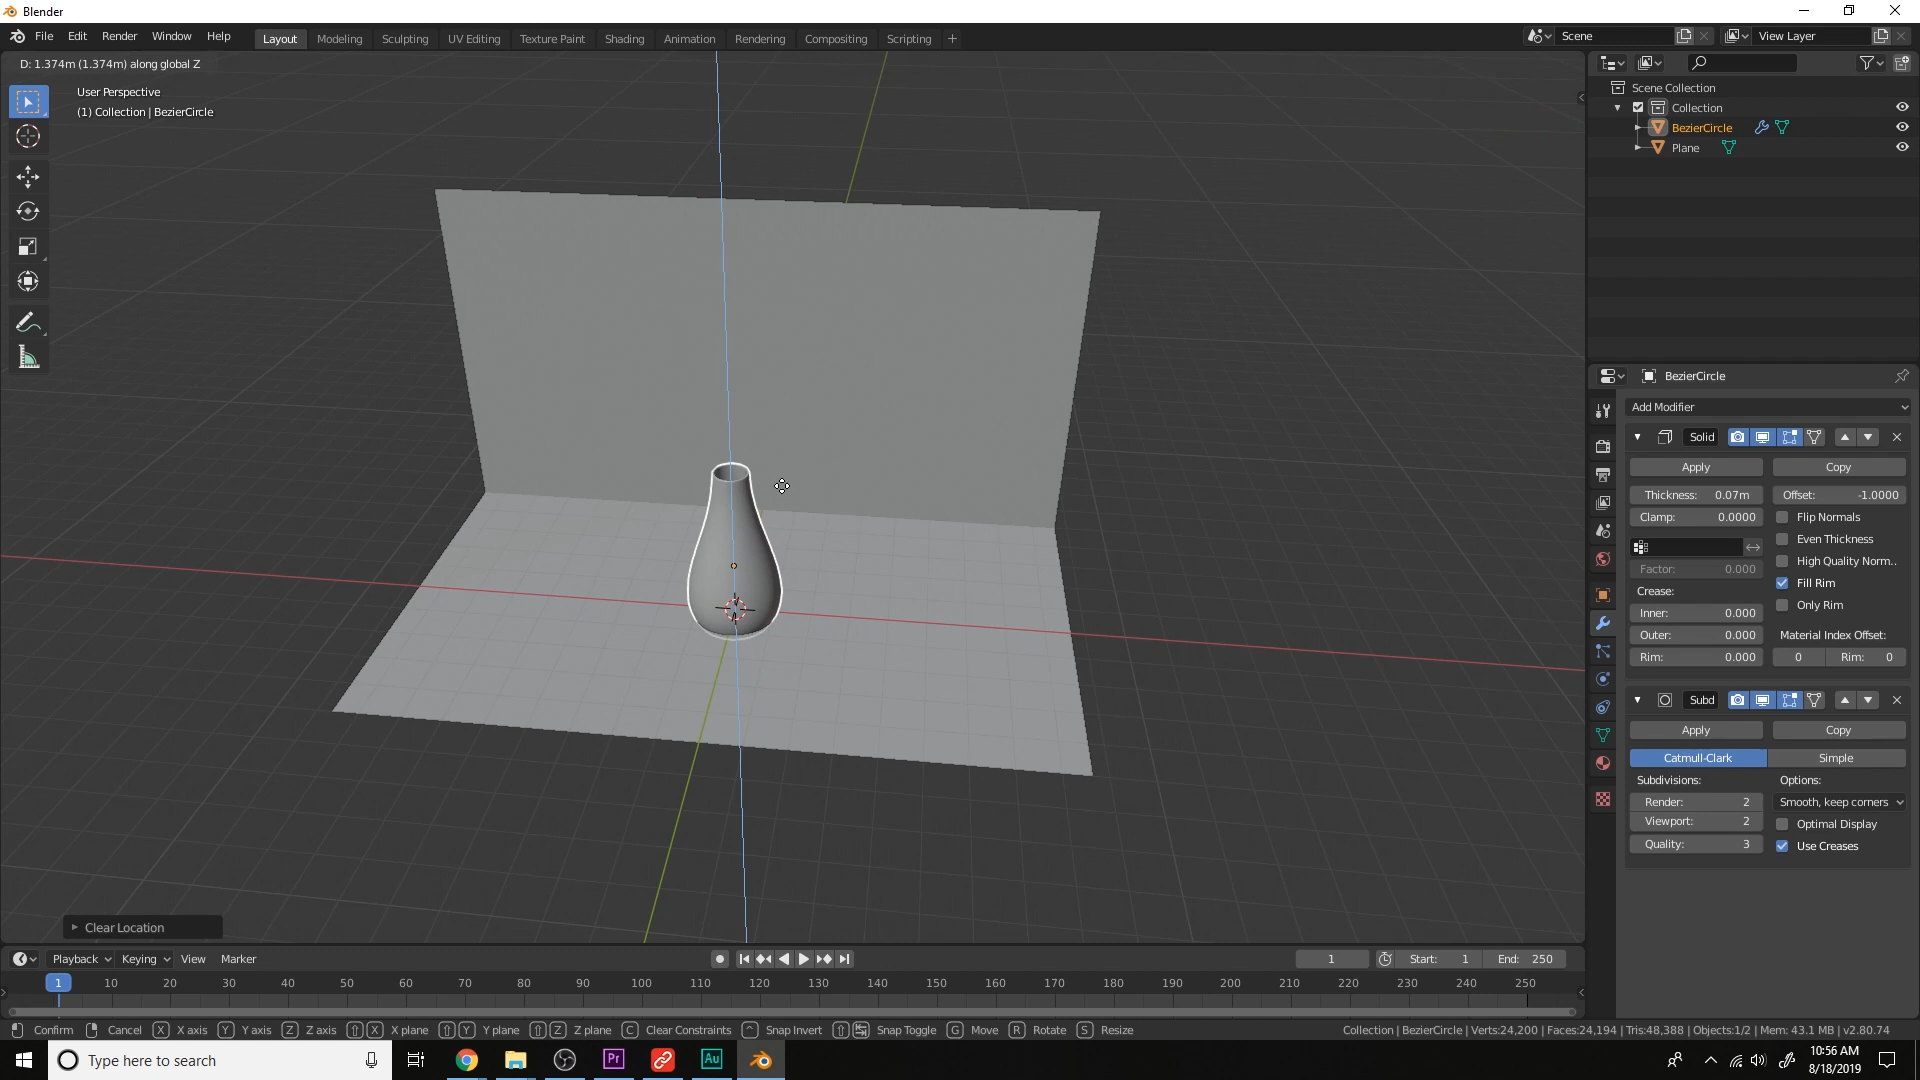 Blender
File Edit Render Window Help
Layout Modeling Sculpting UV Editing Texture Paint Shading Animation Rendering Compositing Scripting
Scene
View Layer
D: 1.374m (1.374m) along global Z
User Perspective
(1) Collection | BezierCircle
Scene Collection
Collection
BezierCircle
Plane
BezierCircle
Add Modifier
Solid
Apply Copy
Thickness: 0.07m Offset: -1.0000
Clamp: 0.0000 Flip Normals
Even Thickness
High Quality Norm..
Factor: 0.000 Fill Rim
Crease: Only Rim
Inner: 0.000
Outer: 0.000 Material Index Offset:
Rim: 0.000 0 Rim: 0
Subd
Apply Copy
Catmull-Clark Simple
Subdivisions: Options:
Render: 2 Smooth, keep corners
Viewport: 2 Optimal Display
Quality: 3 Use Creases
Clear Location
Playback Keying View Marker
1 Start: 1 End: 250
1 10 20 30 40 50 60 70 80 90 100 110 120 130 140 150 160 170 180 190 200 210 220 230 240 250
Confirm Cancel X X axis Y Y axis Z Z axis X X plane Y Y plane Z Z plane C Clear Constraints ^ Snap Invert Snap Toggle G Move R Rotate S Resize
Collection | BezierCircle | Verts:24,200 | Faces:24,194 | Tris:48,388 | Objects:1/2 | Mem: 43.1 MB | v2.80.74
Type here to search
Pr
Au
10:56 AM
8/18/2019